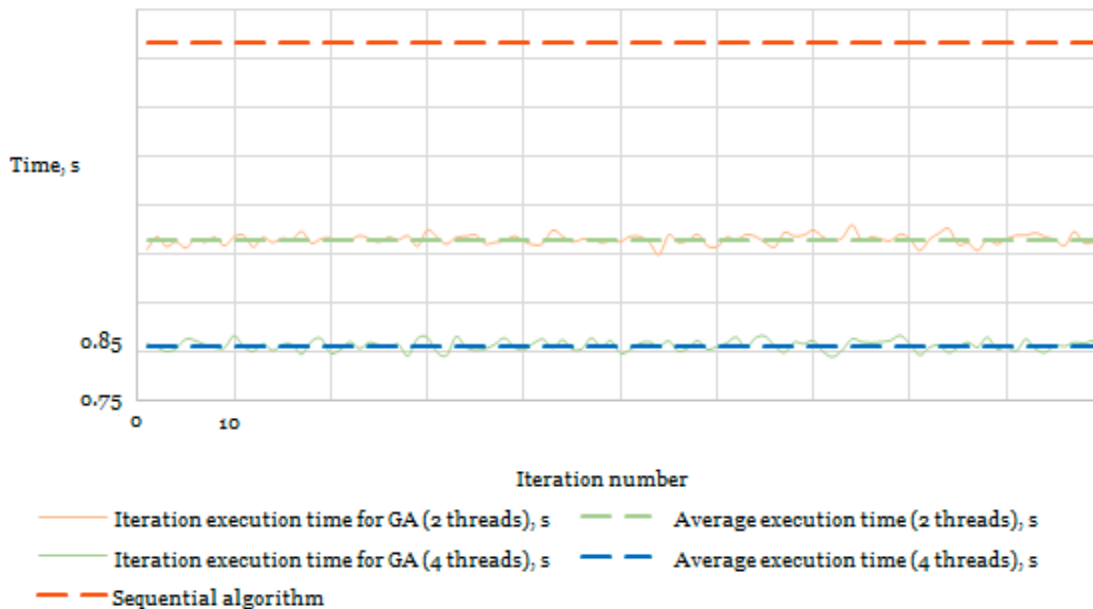 Time, s
0.85
0.75
0
10
Iteration number
Iteration execution time for GA (2 threads), s
Average execution time (2 threads), s
Iteration execution time for GA (4 threads), s
Average execution time (4 threads), s
Sequential algorithm